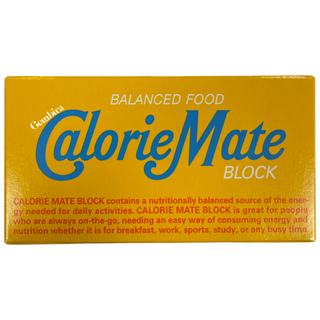 BALANCED FOOD
Gembiva
CalorieMate
BLOCK
CALORIE MATE BLOCK contains a nutritionally balanced source of the ener-
gy needed for daily activities. CALORIE MATE BLOCK is great for people
who are always on-the-go, needing an easy way of consuming energy and
nutrition whether it is for breakfast, work, sports, study, or any busy time.